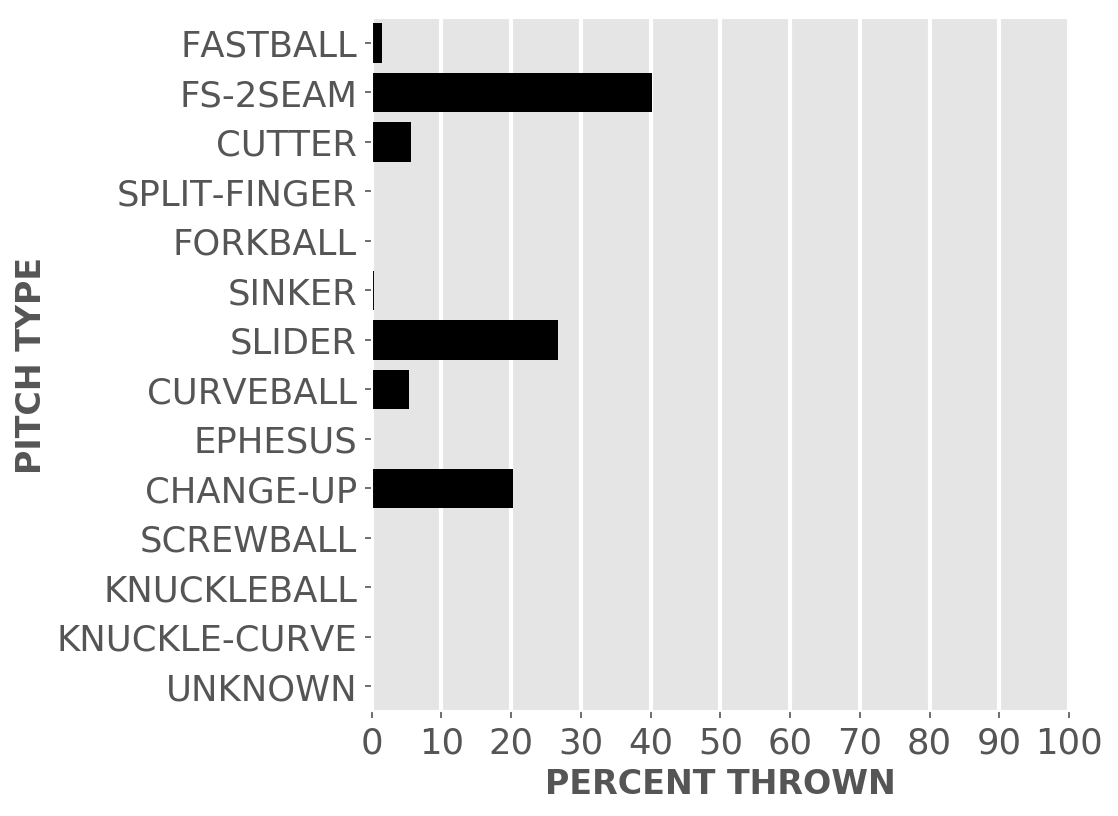 FASTBALL
FS-2SEAM
CUTTER
SPLIT-FINGER
FORKBALL
SINKER
SLIDER
CURVEBALL
EPHESUS
CHANGE-UP
SCREWBALL
KNUCKLEBALL
KNUCKLE-CURVE
UNKNOWN
PITCH TYPE
0 10 20 30 40 50 60 70 80 90 100
PERCENT THROWN